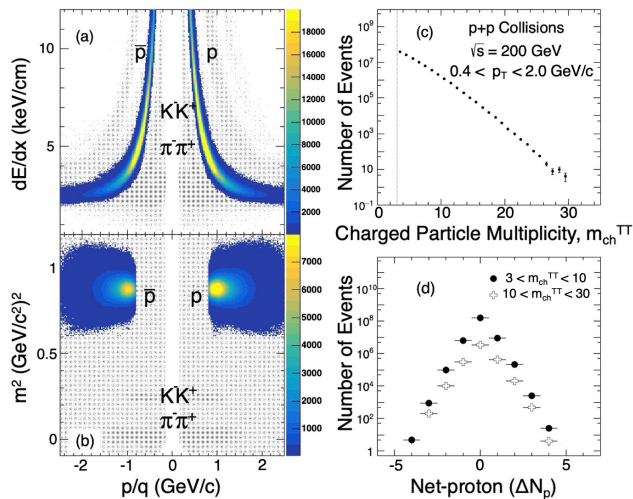 (a)
p̅
p
K⁻K⁺
π⁻π⁺
dE/dx (keV/cm)
10
5
18000
16000
14000
12000
10000
8000
6000
4000
2000
(b)
p̅
p
K⁻K⁺
π⁻π⁺
m² (GeV/c²)²
1
0.5
0
-2
-1
0
1
2
p/q (GeV/c)
7000
6000
5000
4000
3000
2000
1000
(c)
p+p Collisions
√s = 200 GeV
0.4 < p_T < 2.0 GeV/c
Number of Events
10⁹
10⁷
10⁵
10³
10
10⁻¹
0
10
20
30
Charged Particle Multiplicity, m_ch^TT
(d)
3 < m_ch^TT < 10
10 < m_ch^TT < 30
Number of Events
10¹⁰
10⁸
10⁶
10⁴
10²
1
−5
0
5
Net-proton (ΔN_p)